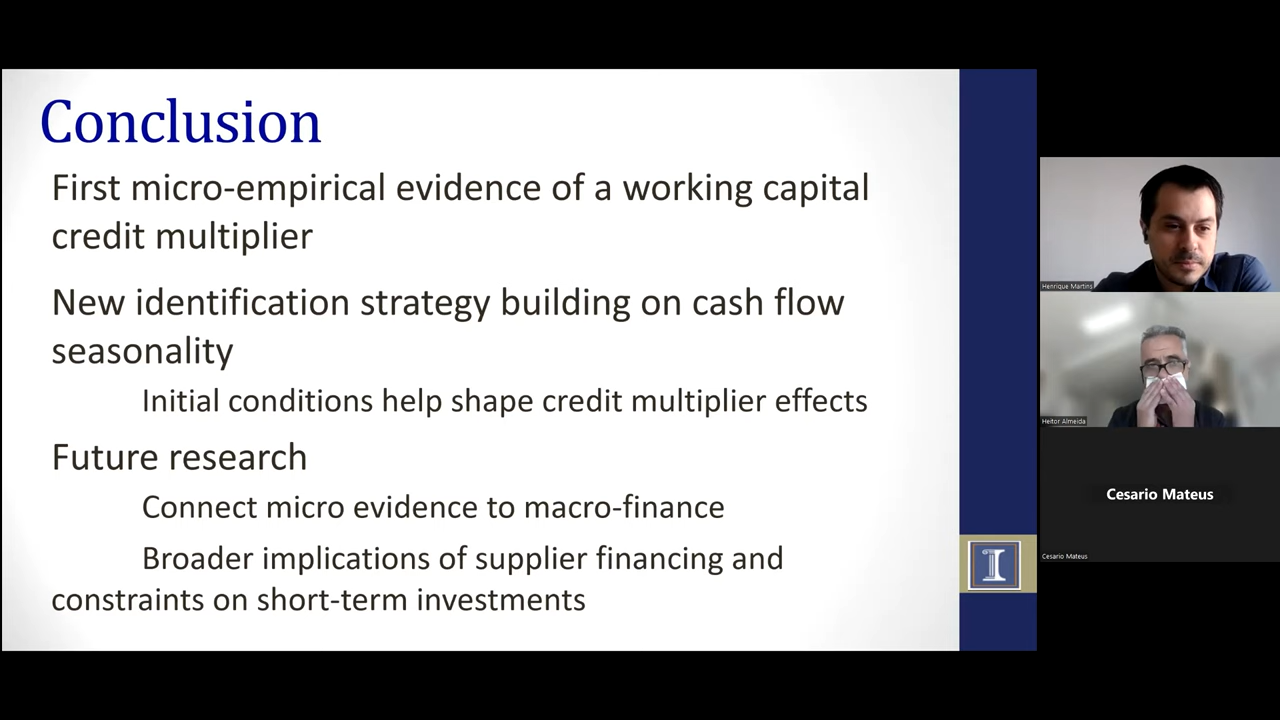 Conclusion
First micro-empirical evidence of a working capital
credit multiplier
New identification strategy building on cash flow
seasonality
Initial conditions help shape credit multiplier effects
Future research
Connect micro evidence to macro-finance
Broader implications of supplier financing and
constraints on short-term investments
Henrique Martins
Heitor Almeida
Cesario Mateus
Cesario Mateus